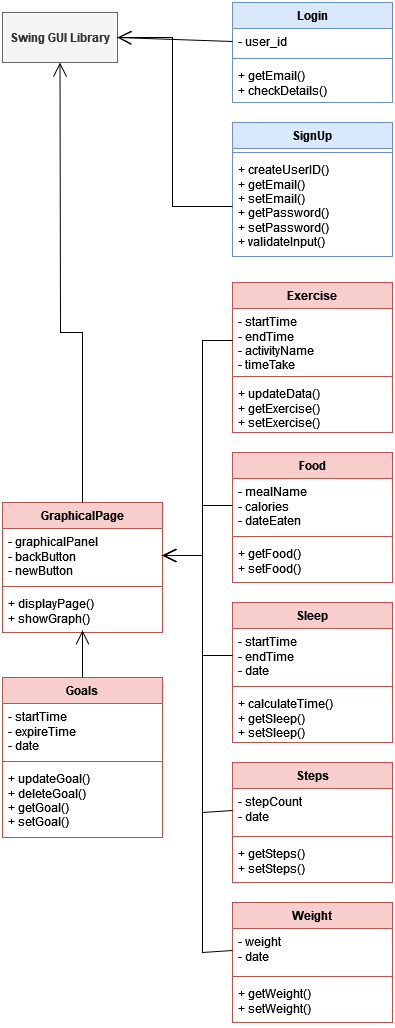 Swing GUI Library
Login
- user_id
+ getEmail()
+ checkDetails()
SignUp
+ createUserID()
+ getEmail()
+ setEmail()
+ getPassword()
+ setPassword()
+ validateInput()
Exercise
- startTime
- endTime
- activityName
- timeTake
+ updateData()
+ getExercise()
+ setExercise()
Food
- mealName
- calories
- dateEaten
+ getFood()
+ setFood()
GraphicalPage
- graphicalPanel
- backButton
- newButton
+ displayPage()
+ showGraph()
Sleep
- startTime
- endTime
- date
+ calculateTime()
+ getSleep()
+ setSleep()
Goals
- startTime
- expireTime
- date
+ updateGoal()
+ deleteGoal()
+ getGoal()
+ setGoal()
Steps
- stepCount
- date
+ getSteps()
+ setSteps()
Weight
- weight
- date
+ getWeight()
+ setWeight()